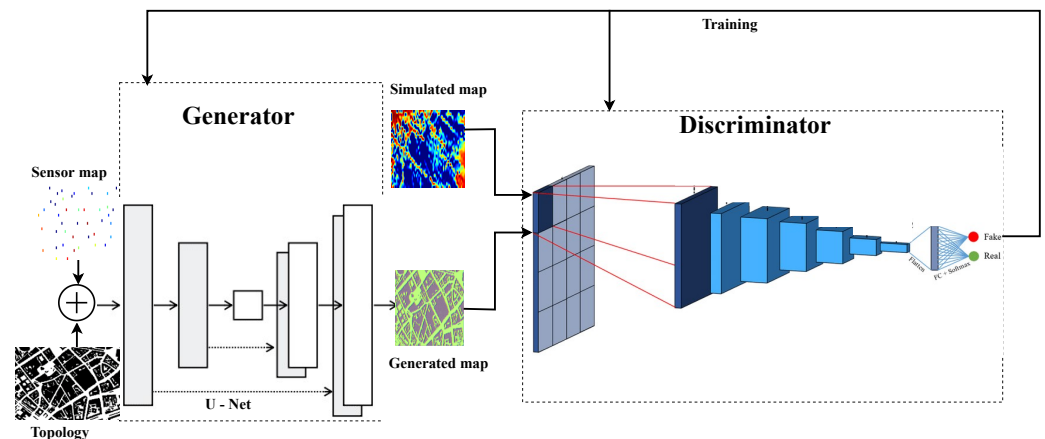 Training
Simulated map
Generator
Discriminator
Sensor map
Fake
Real
Flatten
FC + Softmax
Generated map
U - Net
Topology